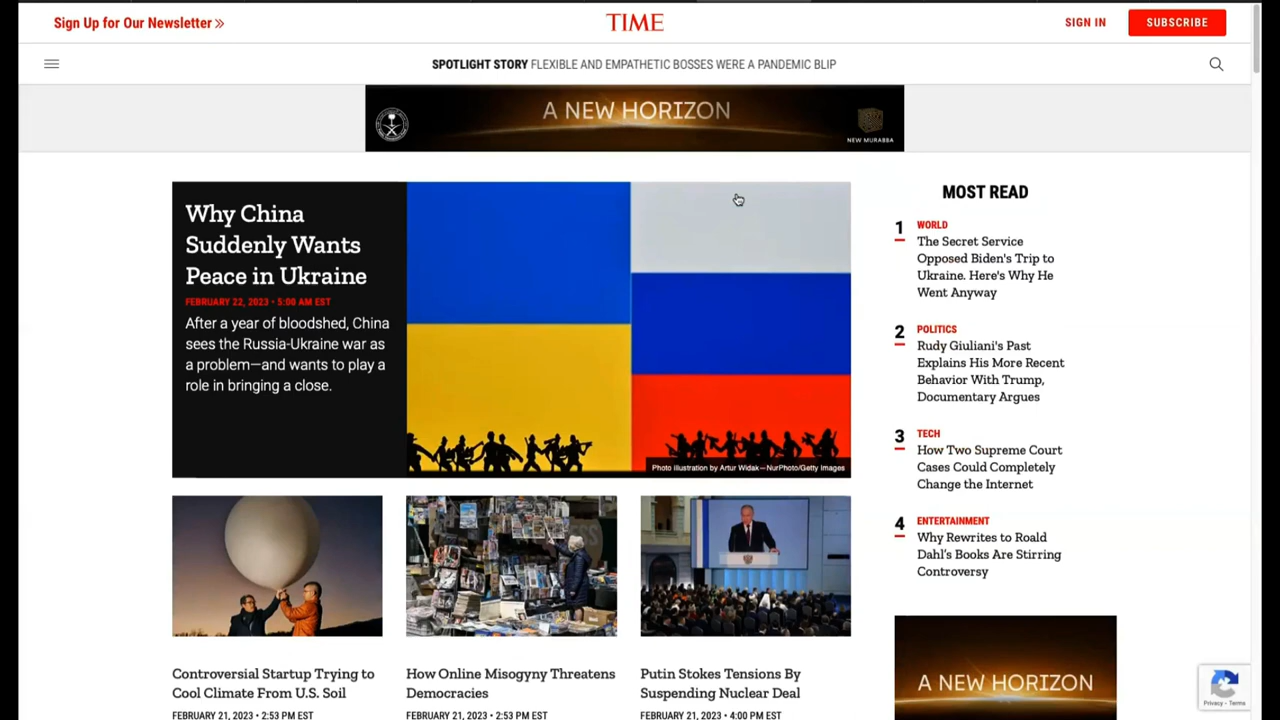 Sign Up for Our Newsletter >>
TIME
SIGN IN
SUBSCRIBE
SPOTLIGHT STORY FLEXIBLE AND EMPATHETIC BOSSES WERE A PANDEMIC BLIP
A NEW HORIZON
NEW MURABBA
Why China
Suddenly Wants
Peace in Ukraine
FEBRUARY 22, 2023 • 5:00 AM EST
After a year of bloodshed, China
sees the Russia-Ukraine war as
a problem—and wants to play a
role in bringing a close.
Photo illustration by Artur Widak—NurPhoto/Getty Images
Controversial Startup Trying to
Cool Climate From U.S. Soil
FEBRUARY 21, 2023 • 2:53 PM EST
How Online Misogyny Threatens
Democracies
FEBRUARY 21, 2023 • 2:53 PM EST
Putin Stokes Tensions By
Suspending Nuclear Deal
FEBRUARY 21, 2023 • 4:00 PM EST
MOST READ
1
WORLD
The Secret Service
Opposed Biden's Trip to
Ukraine. Here's Why He
Went Anyway
2
POLITICS
Rudy Giuliani's Past
Explains His More Recent
Behavior With Trump,
Documentary Argues
3
TECH
How Two Supreme Court
Cases Could Completely
Change the Internet
4
ENTERTAINMENT
Why Rewrites to Roald
Dahl's Books Are Stirring
Controversy
A NEW HORIZON
Privacy - Terms